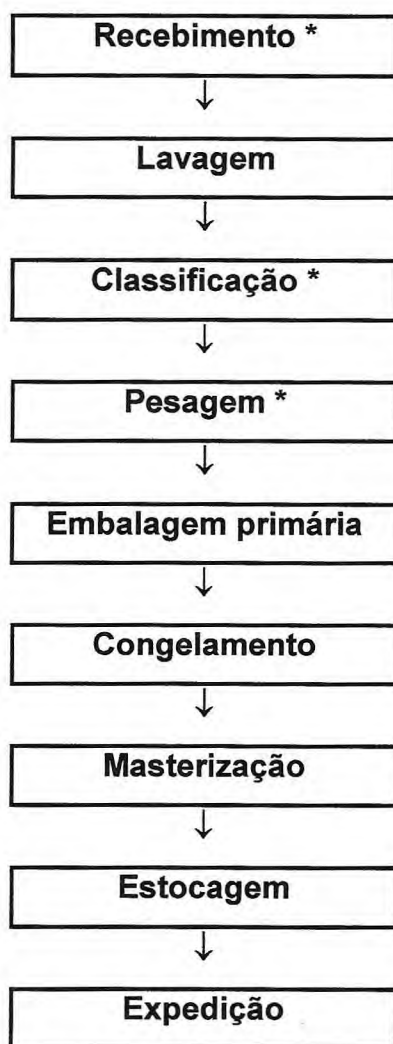 Recebimento *
↓
Lavagem
↓
Classificação *
↓
Pesagem *
↓
Embalagem primária
↓
Congelamento
↓
Masterização
↓
Estocagem
↓
Expedição